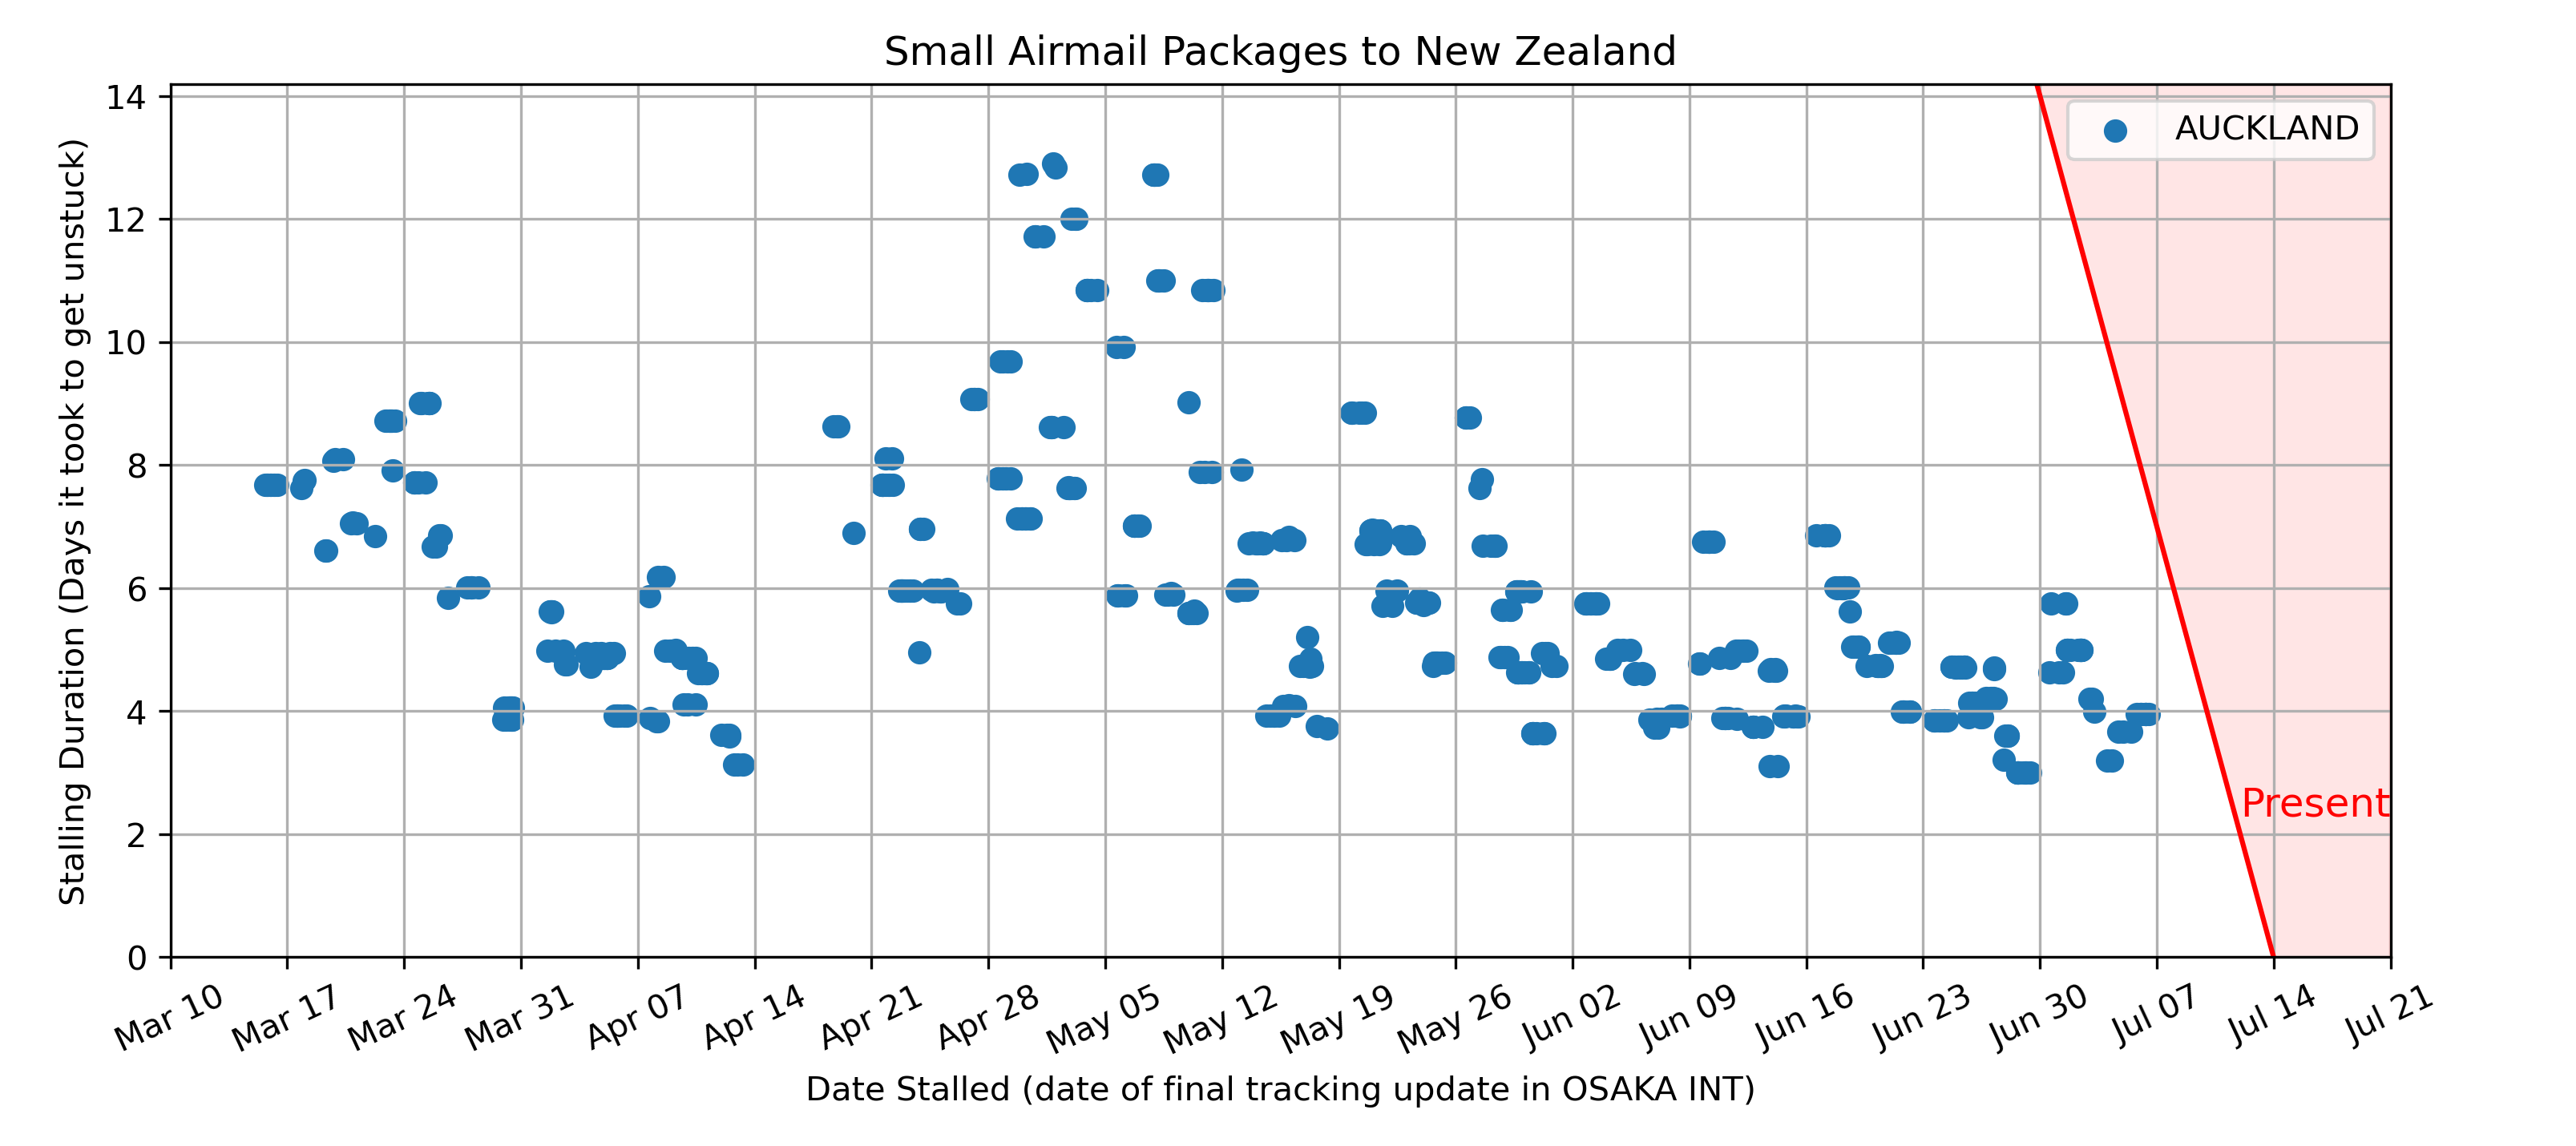 Small Airmail Packages to New Zealand
Stalling Duration (Days it took to get unstuck)
14
12
10
8
6
4
2
0
AUCKLAND
Present
Mar 10
Mar 17
Mar 24
Mar 31
Apr 07
Apr 14
Apr 21
Apr 28
May 05
May 12
May 19
May 26
Jun 02
Jun 09
Jun 16
Jun 23
Jun 30
Jul 07
Jul 14
Jul 21
Date Stalled (date of final tracking update in OSAKA INT)